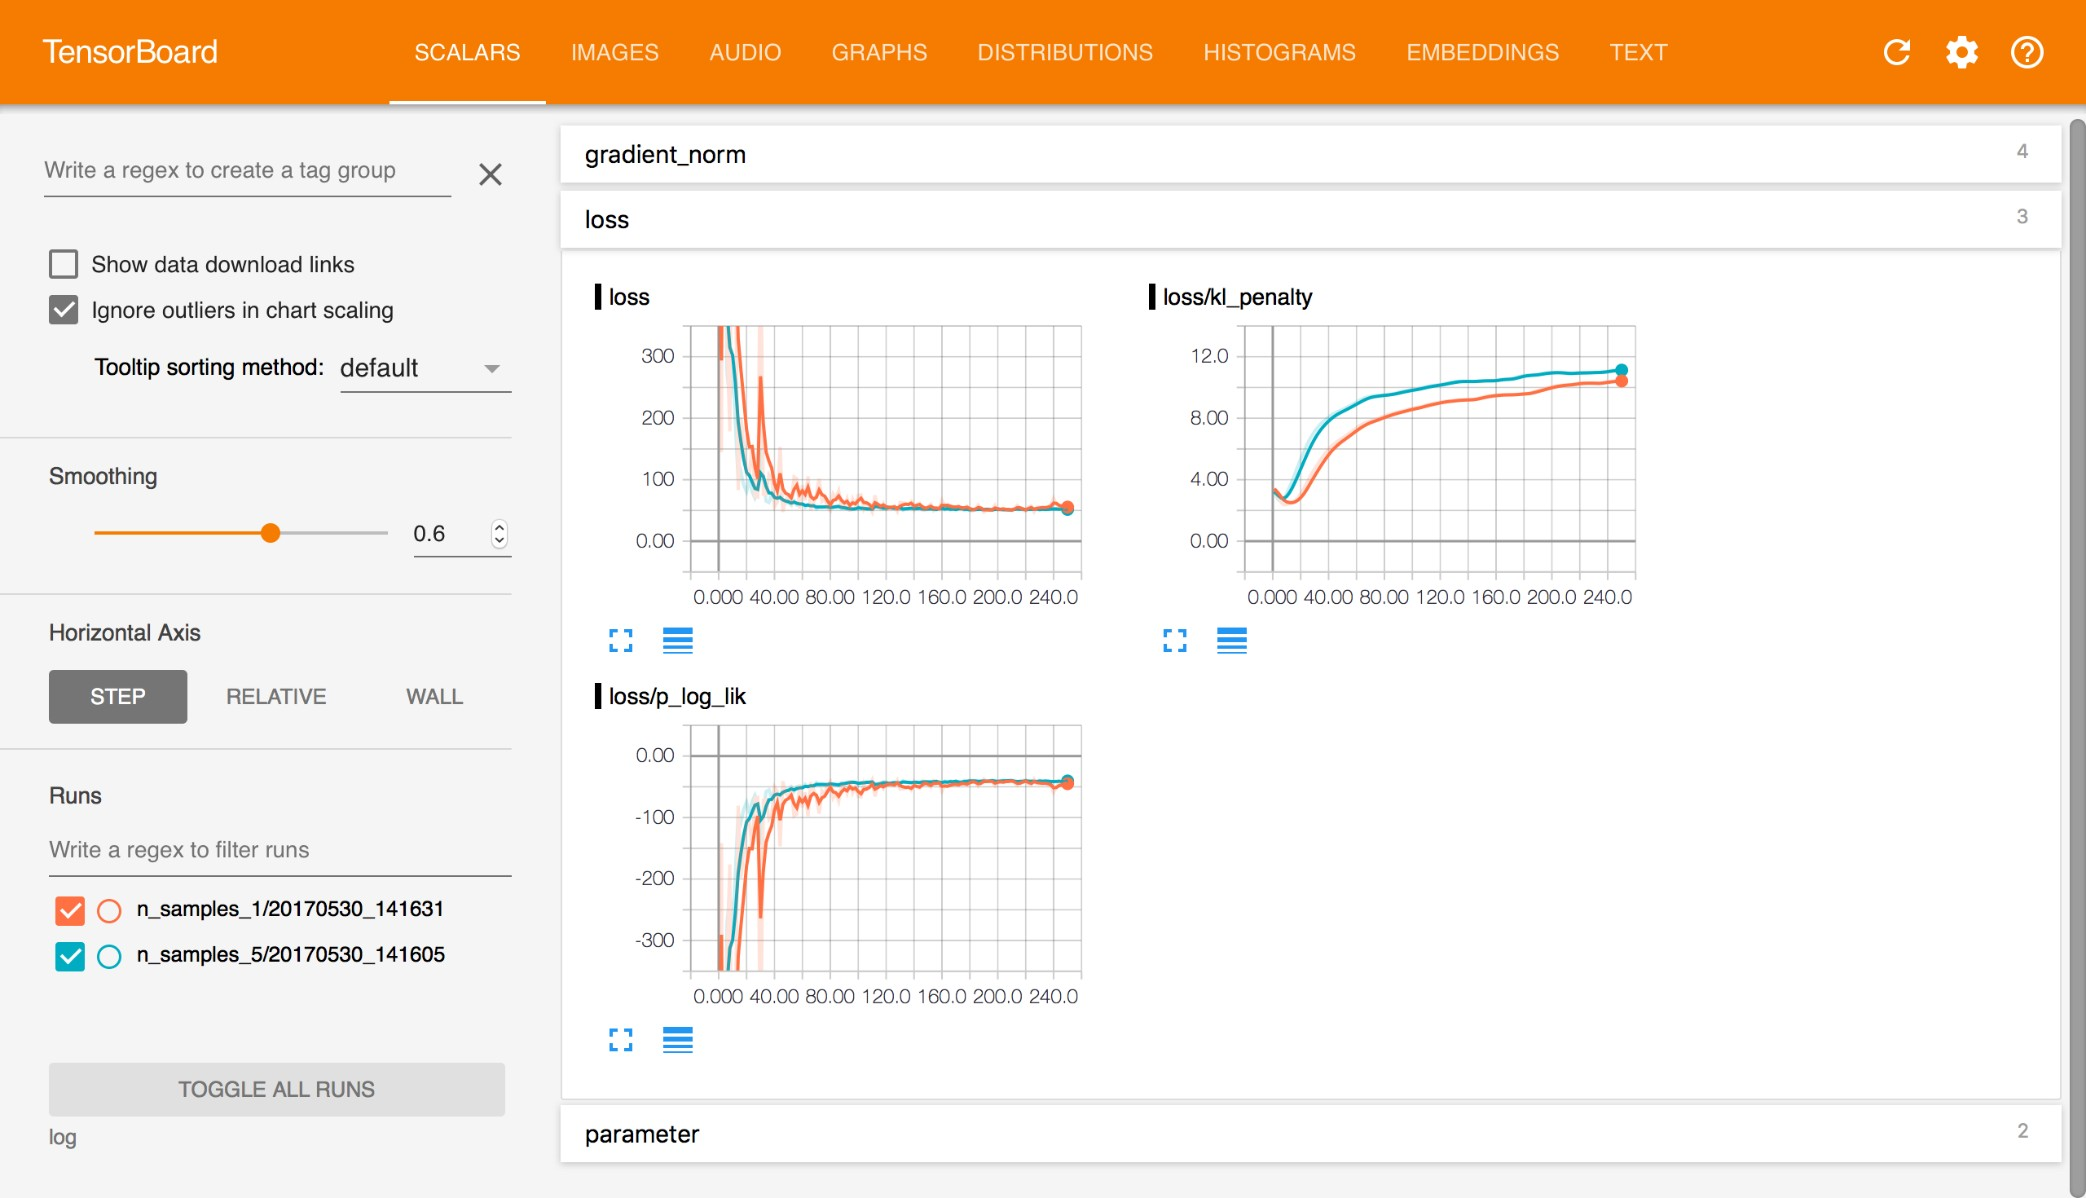 TensorBoard
SCALARS IMAGES AUDIO GRAPHS DISTRIBUTIONS HISTOGRAMS EMBEDDINGS TEXT
Write a regex to create a tag group
Show data download links
Ignore outliers in chart scaling
Tooltip sorting method: default
Smoothing
0.6
Horizontal Axis
STEP RELATIVE WALL
Runs
Write a regex to filter runs
n_samples_1/20170530_141631
n_samples_5/20170530_141605
TOGGLE ALL RUNS
log
gradient_norm 4
loss 3
loss
300
200
100
0.00
0.000 40.00 80.00 120.0 160.0 200.0 240.0
loss/kl_penalty
12.0
8.00
4.00
0.00
0.000 40.00 80.00 120.0 160.0 200.0 240.0
loss/p_log_lik
0.00
-100
-200
-300
0.000 40.00 80.00 120.0 160.0 200.0 240.0
parameter 2